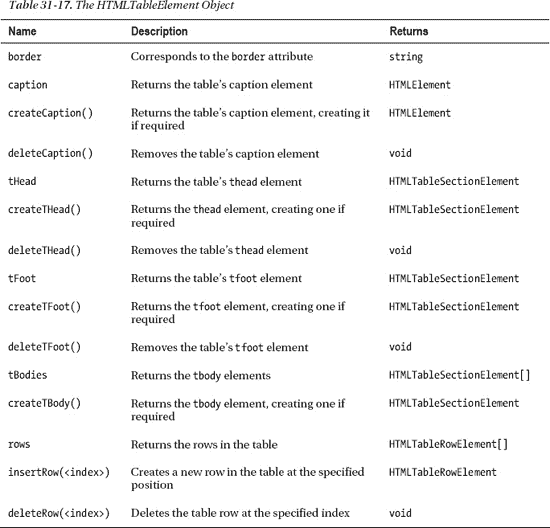 Table 31-17. The HTMLTableElement Object
Name Description Returns
border Corresponds to the border attribute string
caption Returns the table's caption element HTMLElement
createCaption() Returns the table's caption element, creating it HTMLElement
if required
deleteCaption() Removes the table's caption element void
tHead Returns the table's thead element HTMLTableSectionElement
createTHead() Returns the thead element, creating one if HTMLTableSectionElement
required
deleteTHead() Removes the table's thead element void
tFoot Returns the table's tfoot element HTMLTableSectionElement
createTFoot() Returns the tfoot element, creating one if HTMLTableSectionElement
required
deleteTFoot() Removes the table's tfoot element void
tBodies Returns the tbody elements HTMLTableSectionElement[]
createTBody() Returns the tbody element, creating one if HTMLTableSectionElement
required
rows Returns the rows in the table HTMLTableRowElement[]
insertRow(<index>) Creates a new row in the table at the specified HTMLTableRowElement
position
deleteRow(<index>) Deletes the table row at the specified index void